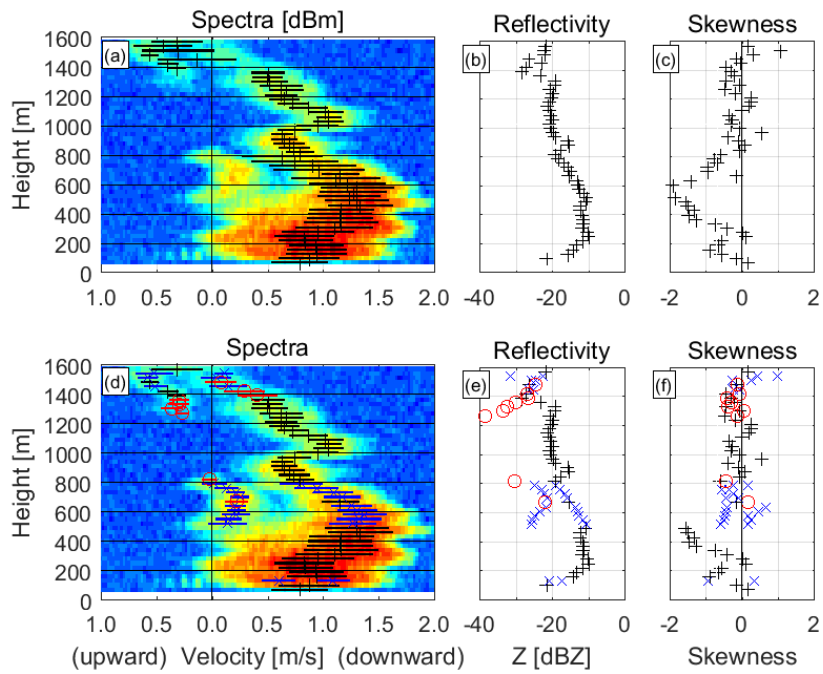 Spectra [dBm] Reflectivity Skewness
(a) (b) (c)
Height [m]
1600
1400
1200
1000
800
600
400
200
0
1.0 0.5 0.0 0.5 1.0 1.5 2.0
-40 -20 0
-2 0 2
Spectra Reflectivity Skewness
(d) (e) (f)
Height [m]
1600
1400
1200
1000
800
600
400
200
0
1.0 0.5 0.0 0.5 1.0 1.5 2.0
-40 -20 0
-2 0 2
(upward) Velocity [m/s] (downward) Z [dBZ] Skewness